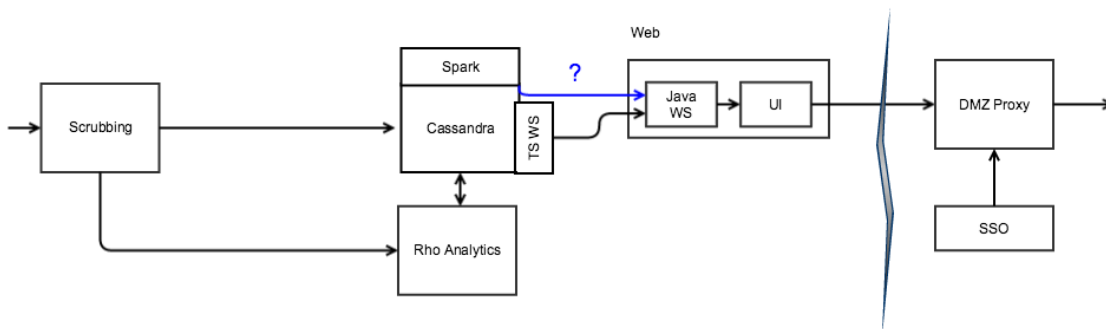 Web
Spark
?
Scrubbing
Cassandra
TS WS
Java
WS
UI
DMZ Proxy
Rho Analytics
SSO